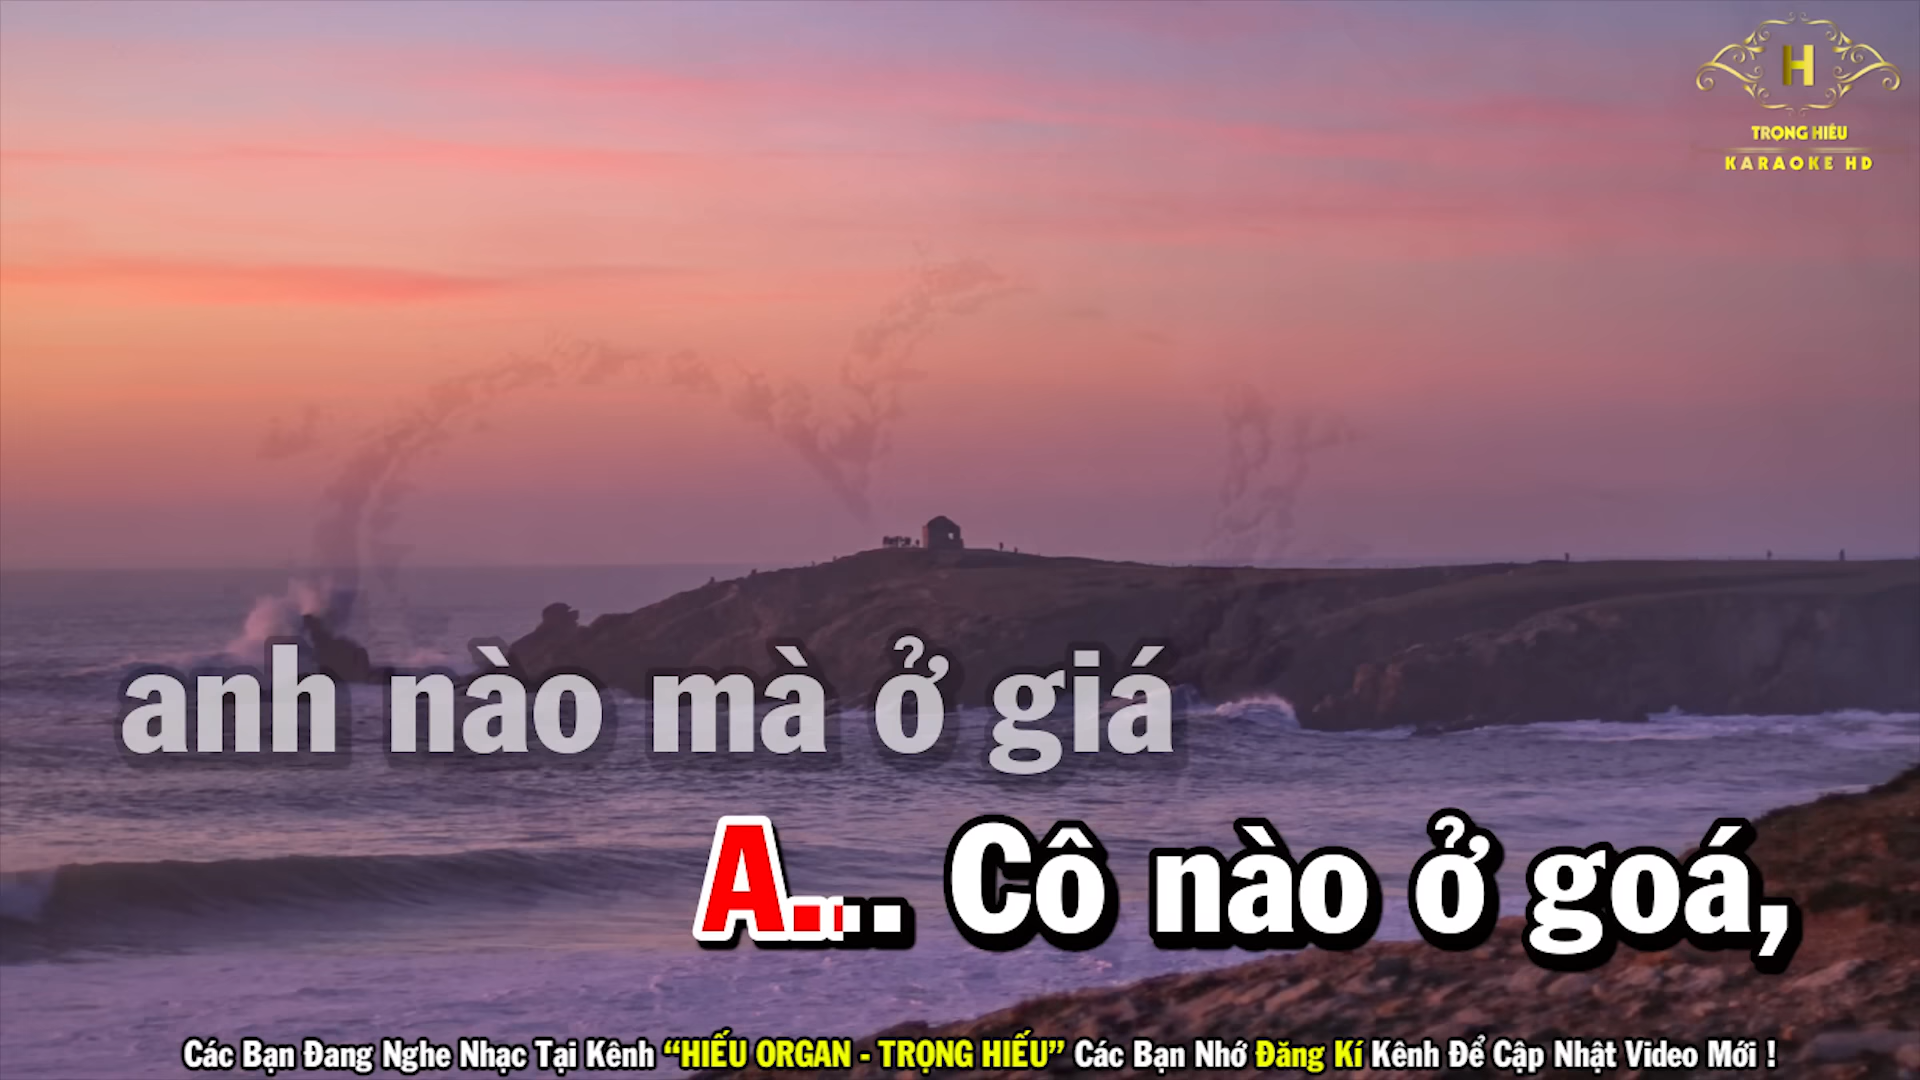 H
TRỌNG HIẾU
KARAOKE HD
anh nào mà ở giá
A... Cô nào ở goá,
Các Bạn Đang Nghe Nhạc Tại Kênh “HIẾU ORGAN - TRỌNG HIẾU” Các Bạn Nhớ Đăng Kí Kênh Để Cập Nhật Video Mới !